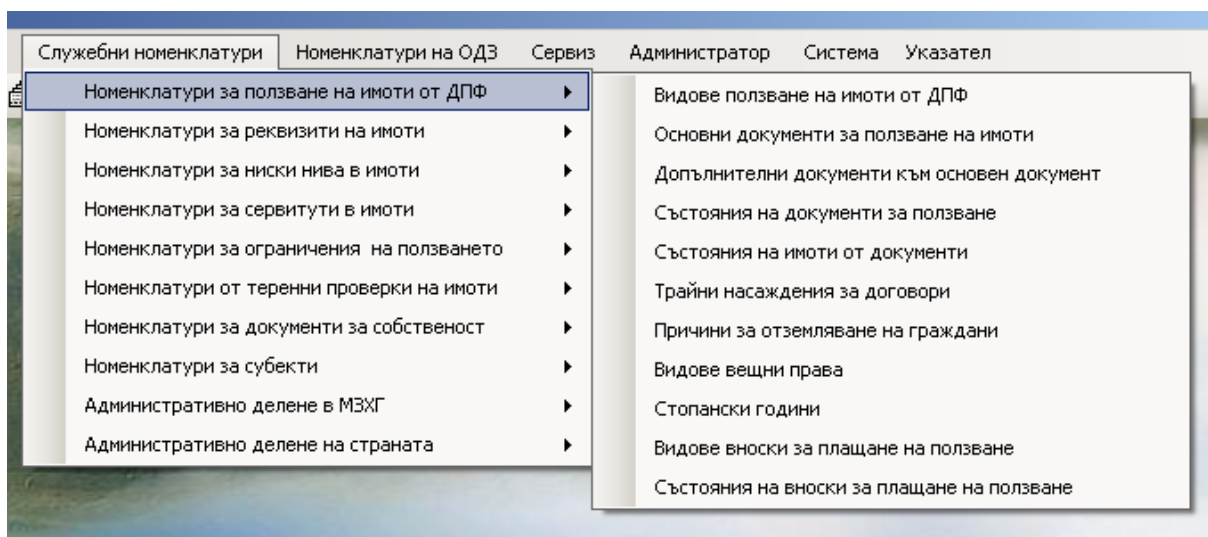 Служебни номенклатури Номенклатури на ОДЗ Сервиз Администратор Система Указател
Номенклатури за ползване на имоти от ДПФ
Номенклатури за реквизити на имоти
Номенклатури за ниски нива в имоти
Номенклатури за сервитути в имоти
Номенклатури за ограничения на ползването
Номенклатури от теренни проверки на имоти
Номенклатури за документи за собственост
Номенклатури за субекти
Административно делене в МЗХГ
Административно делене на страната
Видове ползване на имоти от ДПФ
Основни документи за ползване на имоти
Допълнителни документи към основен документ
Състояния на документи за ползване
Състояния на имоти от документи
Трайни насаждения за договори
Причини за отземляване на граждани
Видове вещни права
Стопански години
Видове вноски за плащане на ползване
Състояния на вноски за плащане на ползване